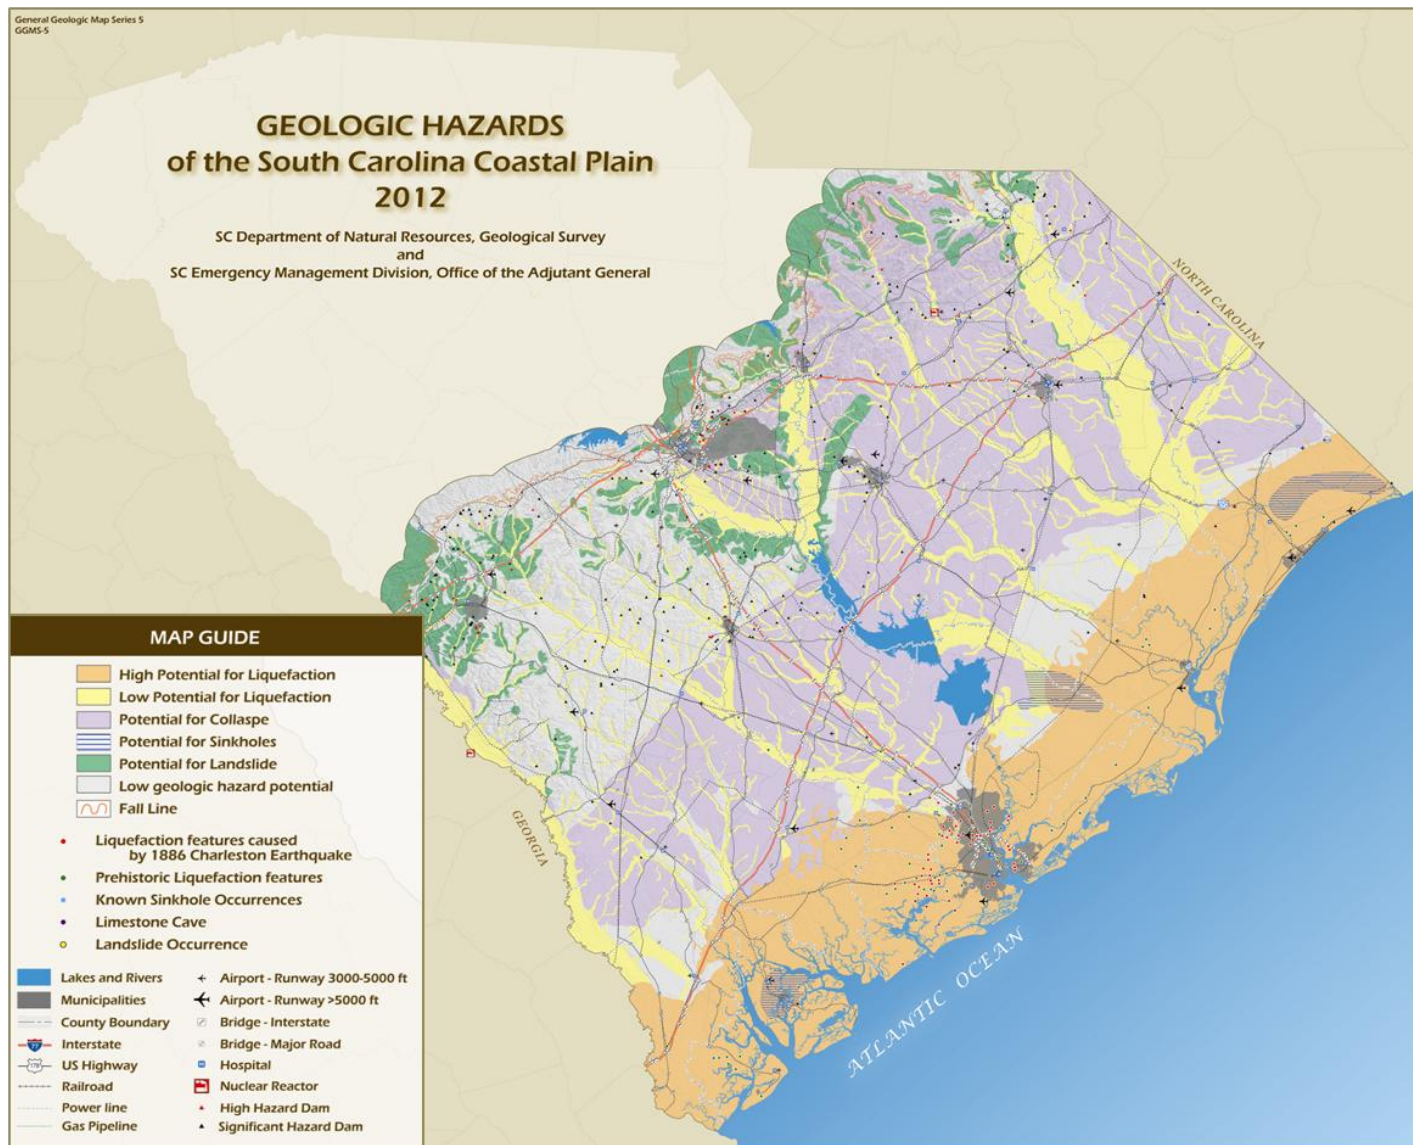 General Geologic Map Series 5
GGMS-5
GEOLOGIC HAZARDS
of the South Carolina Coastal Plain
2012
SC Department of Natural Resources, Geological Survey
and
SC Emergency Management Division, Office of the Adjutant General
NORTH CAROLINA
GEORGIA
ATLANTIC OCEAN
MAP GUIDE
High Potential for Liquefaction
Low Potential for Liquefaction
Potential for Collaspe
Potential for Sinkholes
Potential for Landslide
Low geologic hazard potential
Fall Line
Liquefaction features caused
by 1886 Charleston Earthquake
Prehistoric Liquefaction features
Known Sinkhole Occurrences
Limestone Cave
Landslide Occurrence
Lakes and Rivers
Municipalities
County Boundary
77 Interstate
178 US Highway
Railroad
Power line
Gas Pipeline
Airport - Runway 3000-5000 ft
Airport - Runway >5000 ft
Bridge - Interstate
Bridge - Major Road
H Hospital
Nuclear Reactor
High Hazard Dam
Significant Hazard Dam